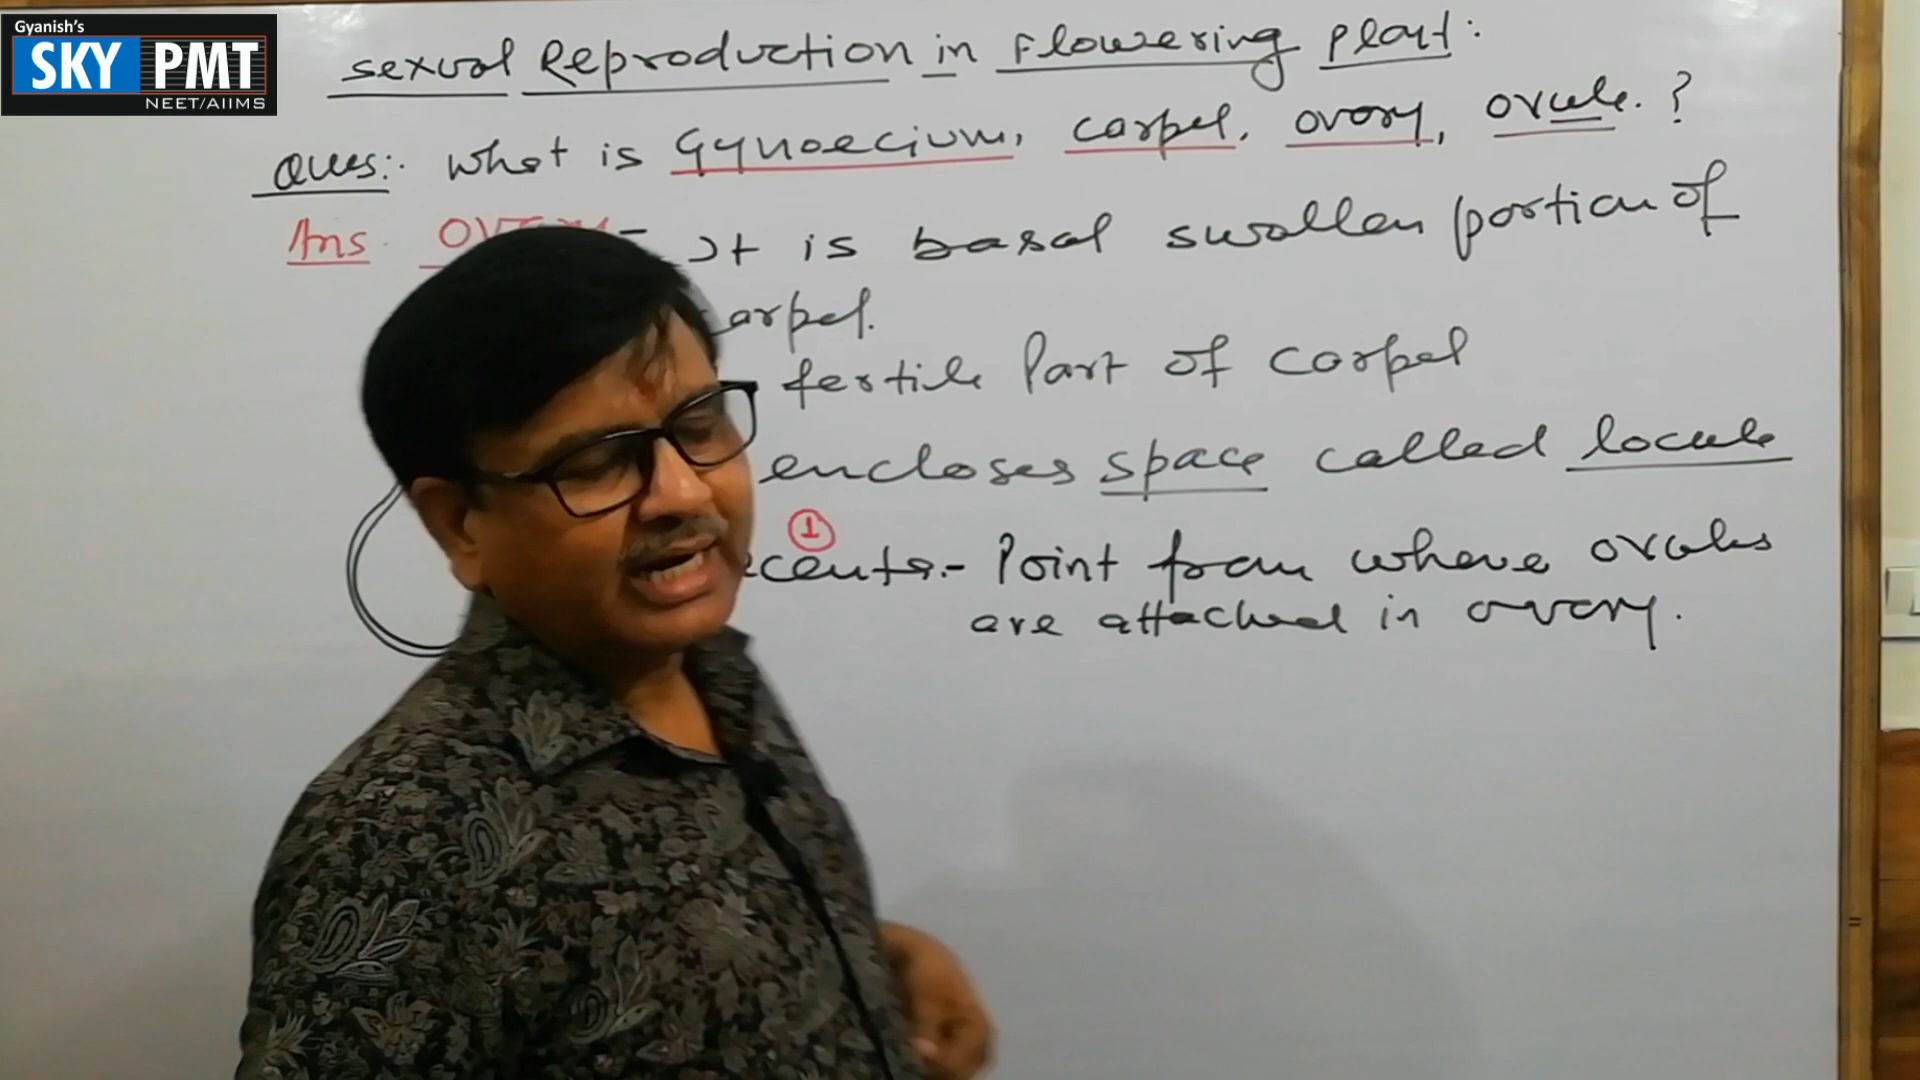 Gyanish's
SKY PMT
NEET/AIIMS
Sexual Reproduction in Flowering Plant:
Ques:. What is Gynoecium, carpel, ovary, ovule. ?
Ans. Ovary - It is basal swollen portion of
carpel.
fertile Part of carpel
encloses space called locule
①
Point from where ovules
are attached in ovary.